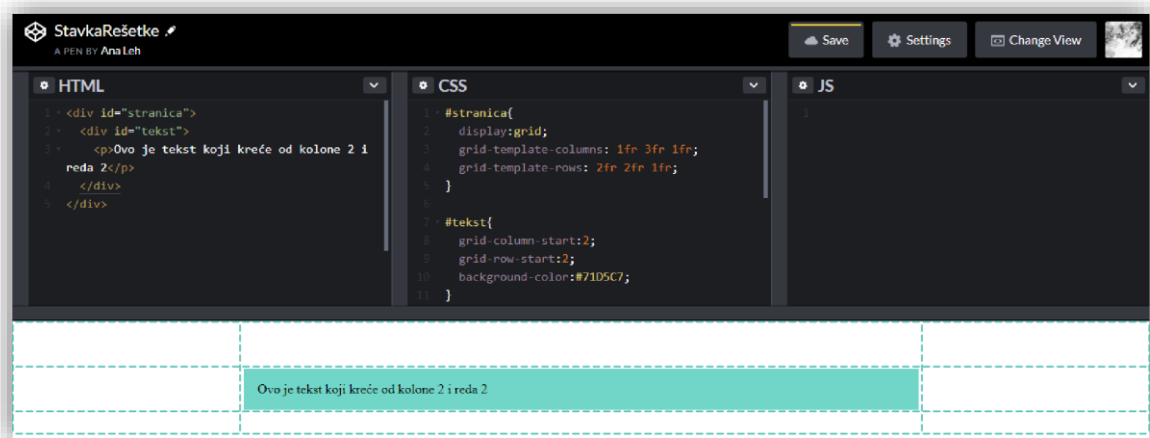 StavkaRešetke
A PEN BY Ana Leh
Save
Settings
Change View
HTML
1 <div id="stranica">
2 <div id="tekst">
3 <p>Ovo je tekst koji kreće od kolone 2 i
reda 2</p>
4 </div>
5 </div>
CSS
1 #stranica{
2 display:grid;
3 grid-template-columns: 1fr 3fr 1fr;
4 grid-template-rows: 2fr 2fr 1fr;
5 }
6
7 #tekst{
8 grid-column-start:2;
9 grid-row-start:2;
10 background-color:#71D5C7;
11 }
JS
1
Ovo je tekst koji kreće od kolone 2 i reda 2